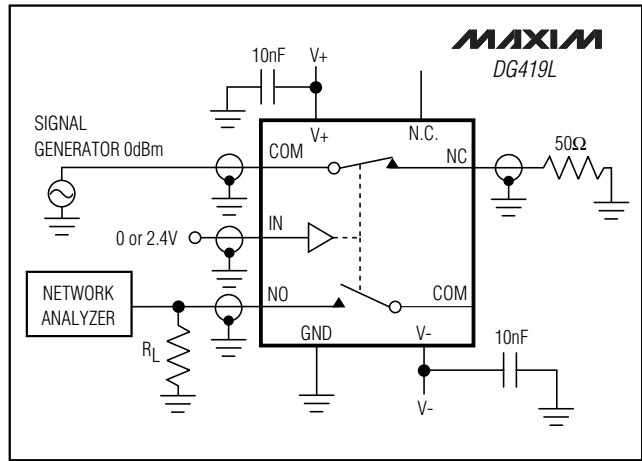 MAXIM
DG419L
10nF
V+
V+
N.C.
SIGNAL
GENERATOR 0dBm
COM
NC
50Ω
0 or 2.4V
IN
NETWORK
ANALYZER
NO
COM
RL
GND
V-
10nF
V-